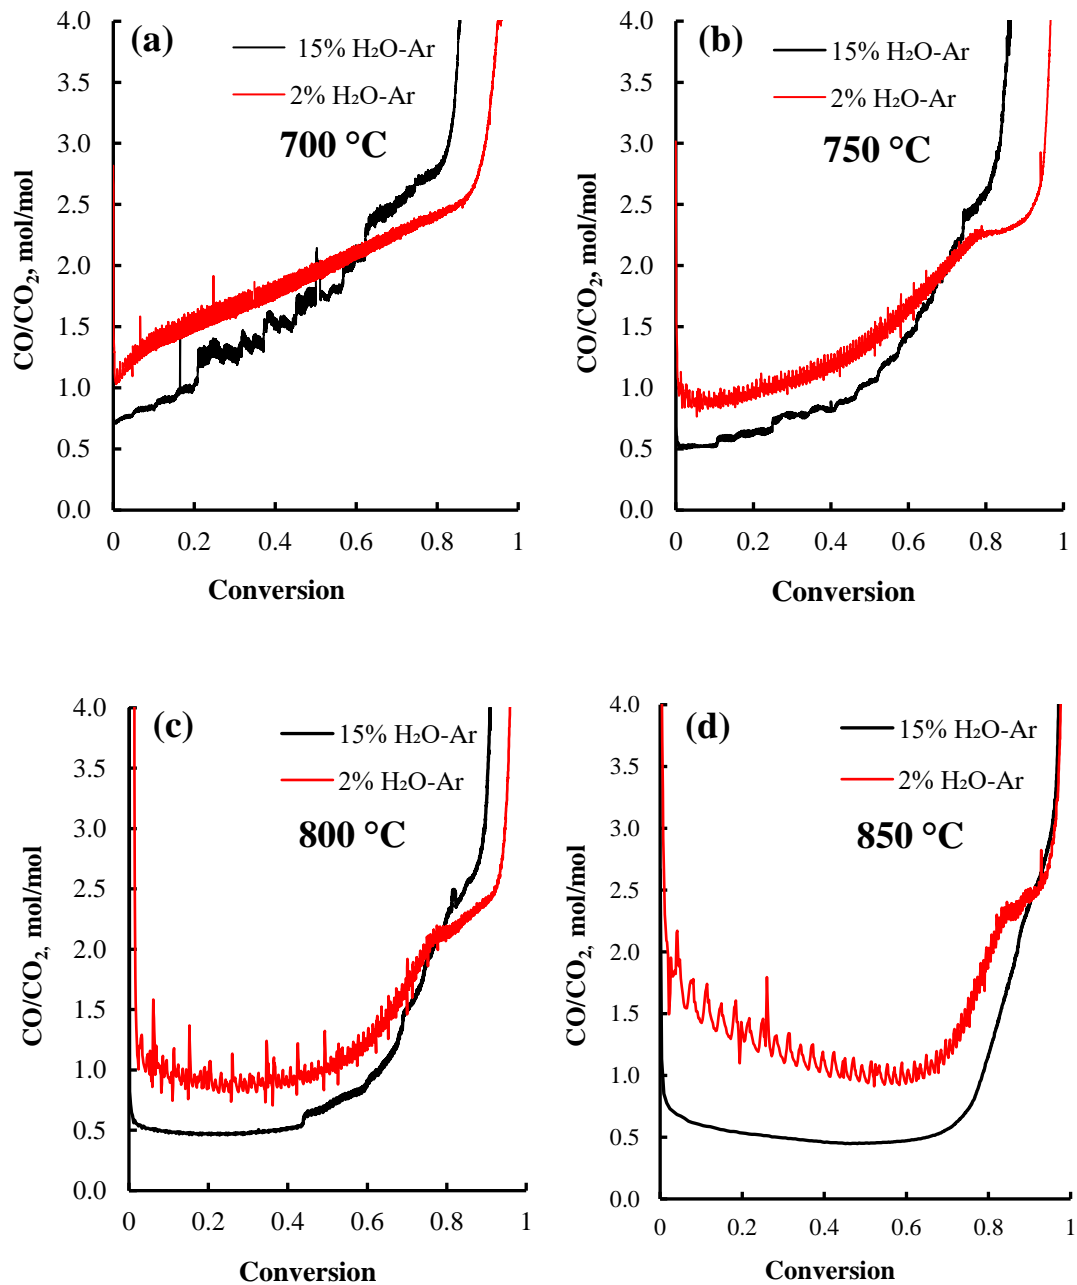 (a)
15% H₂O-Ar
2% H₂O-Ar
700 °C
4.0
3.5
3.0
2.5
2.0
1.5
1.0
0.5
0.0
CO/CO₂, mol/mol
0 0.2 0.4 0.6 0.8 1
Conversion
(b)
15% H₂O-Ar
2% H₂O-Ar
750 °C
4.0
3.5
3.0
2.5
2.0
1.5
1.0
0.5
0.0
CO/CO₂, mol/mol
0 0.2 0.4 0.6 0.8 1
Conversion
(c)
15% H₂O-Ar
2% H₂O-Ar
800 °C
4.0
3.5
3.0
2.5
2.0
1.5
1.0
0.5
0.0
CO/CO₂, mol/mol
0 0.2 0.4 0.6 0.8 1
Conversion
(d)
15% H₂O-Ar
2% H₂O-Ar
850 °C
4.0
3.5
3.0
2.5
2.0
1.5
1.0
0.5
0.0
CO/CO₂, mol/mol
0 0.2 0.4 0.6 0.8 1
Conversion